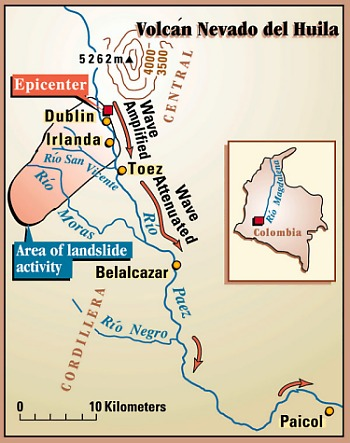 Volcán Nevado del Huila
5262m
4000
3500
CENTRAL
Epicenter
Dublin
Wave
Amplified
Irlanda
Río San Vicente
Toez
Río
Moras
Río
Wave
Attenuated
Río Magdalena
Colombia
Area of landslide
activity
Belalcazar
Paez
CORDILLERA
Río Negro
0 10 Kilometers
Paicol